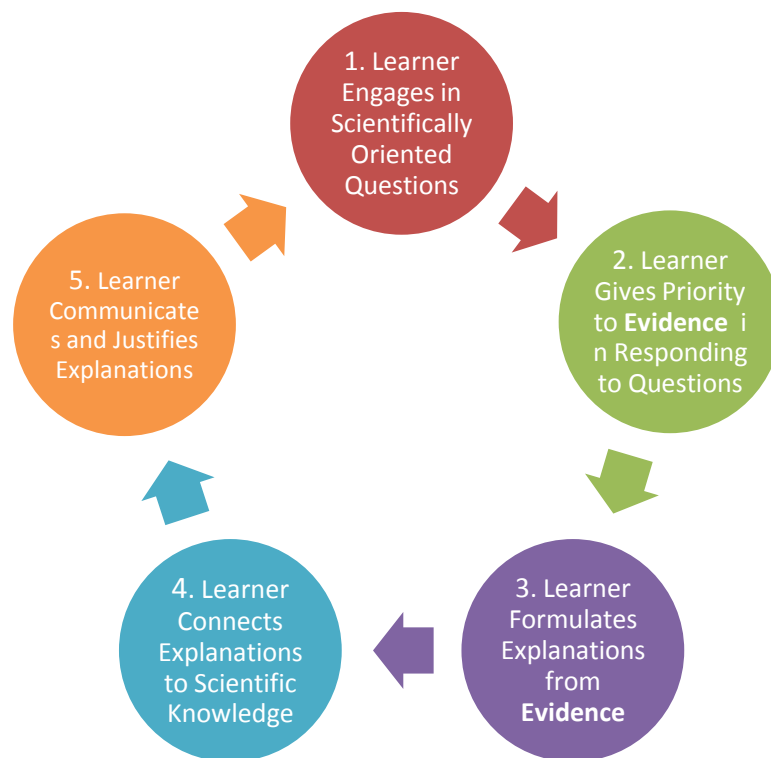 1. Learner
Engages in
Scientifically
Oriented
Questions
2. Learner
Gives Priority
to Evidence i
n Responding
to Questions
3. Learner
Formulates
Explanations
from
Evidence
4. Learner
Connects
Explanations
to Scientific
Knowledge
5. Learner
Communicate
s and Justifies
Explanations